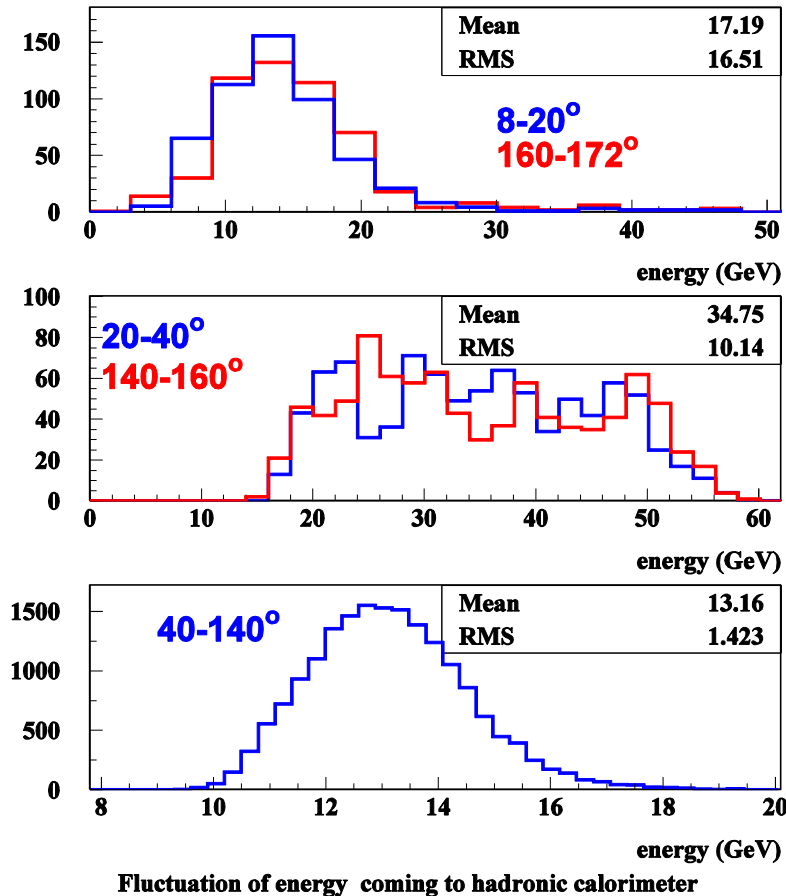 150
100
50
0
Mean 17.19
RMS 16.51
8-20°
160-172°
0 10 20 30 40 50
energy (GeV)
100
80
60
40
20
0
20-40°
140-160°
Mean 34.75
RMS 10.14
0 10 20 30 40 50 60
energy (GeV)
1500
1000
500
0
40-140°
Mean 13.16
RMS 1.423
8 10 12 14 16 18 20
energy (GeV)
Fluctuation of energy coming to hadronic calorimeter